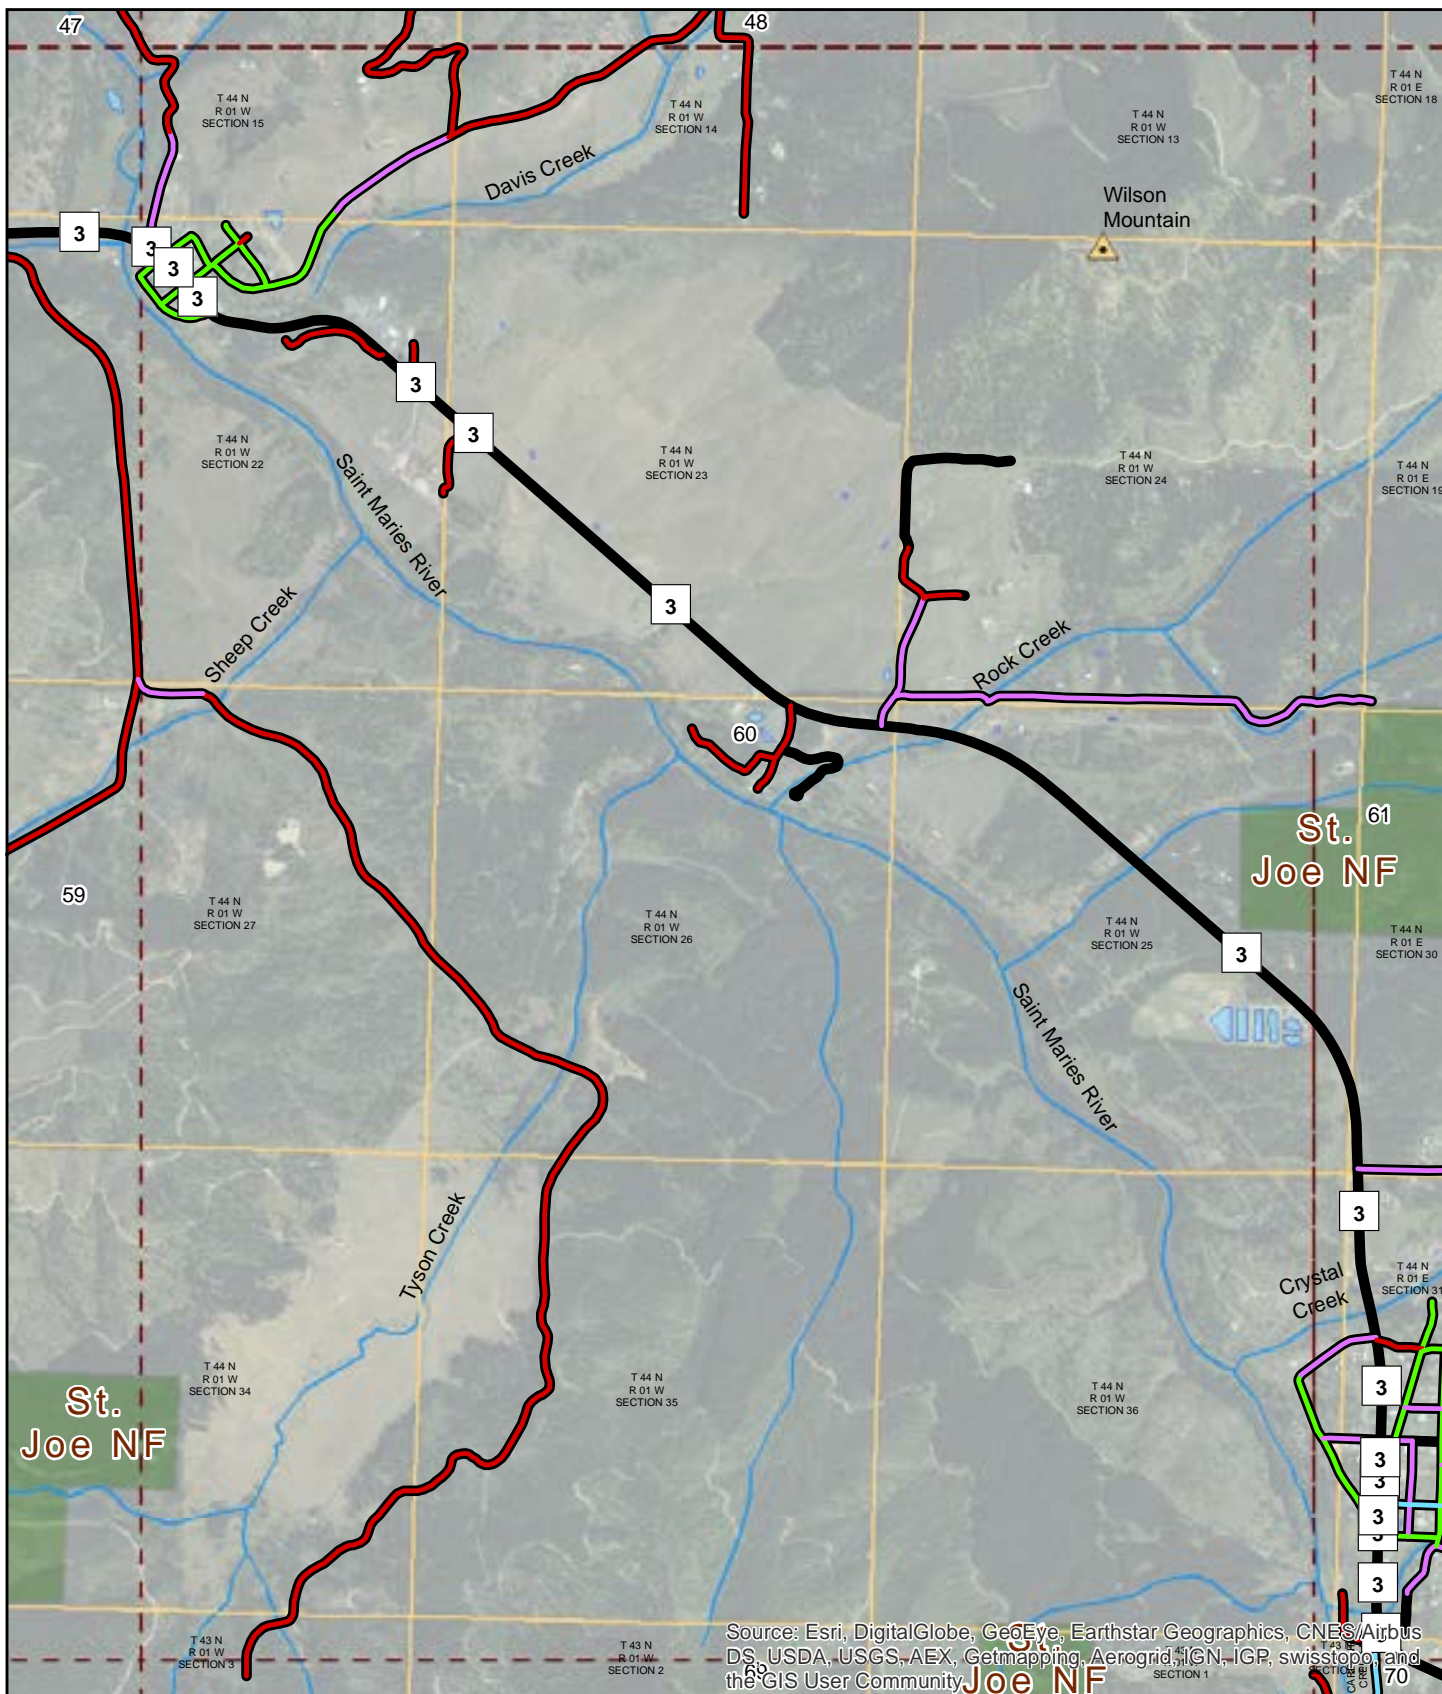 47
48
T 44 N
R 01 W
SECTION 15
T 44 N
R 01 W
SECTION 14
T 44 N
R 01 W
SECTION 13
T 44 N
R 01 E
SECTION 18
Davis Creek
Wilson
Mountain
3
3
3
3
3
3
T 44 N
R 01 W
SECTION 22
T 44 N
R 01 W
SECTION 23
T 44 N
R 01 W
SECTION 24
T 44 N
R 01 E
SECTION 19
Saint Maries River
Sheep Creek
3
Rock Creek
60
61
St.
Joe NF
59
T 44 N
R 01 W
SECTION 27
T 44 N
R 01 W
SECTION 26
T 44 N
R 01 W
SECTION 25
T 44 N
R 01 E
SECTION 30
3
Saint Maries River
Tyson Creek
3
Crystal
Creek
T 44 N
R 01 E
SECTION 31
T 44 N
R 01 W
SECTION 34
T 44 N
R 01 W
SECTION 35
T 44 N
R 01 W
SECTION 36
St.
Joe NF
3
3
3
3
3
3
T 43 N
R 01 W
SECTION 3
T 43 N
R 01 W
SECTION 2
R 01 W
SECTION 1
Source: Esri, DigitalGlobe, GeoEye, Earthstar Geographics, CNES/Airbus
DS, USDA, USGS, AEX, Getmapping, Aerogrid, IGN, IGP, swisstopo, and
the GIS User Community
St.
Joe NF
69
70